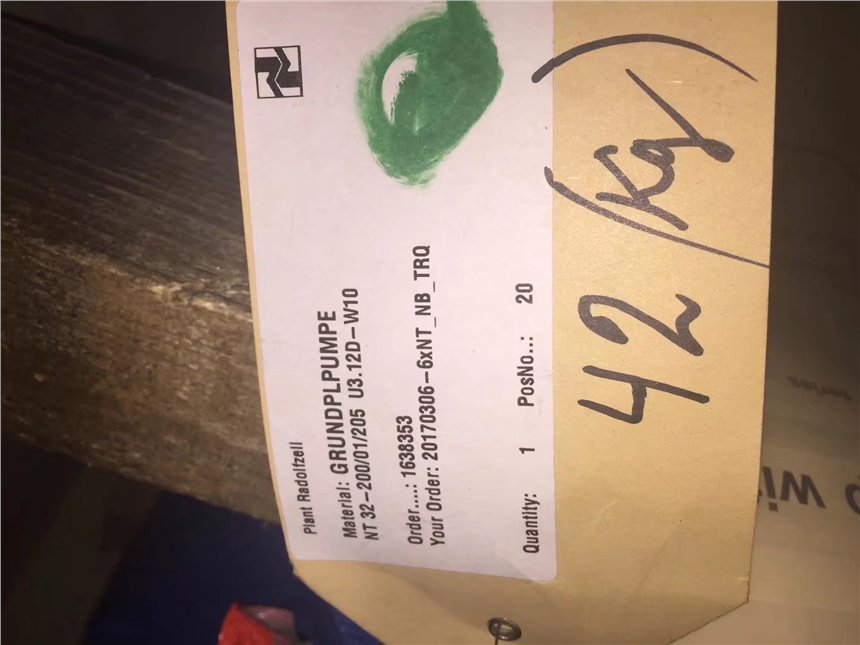 Plant Radolfzell
Material: GRUNDPLPUMPE
NT 32-200/01/205 U3.12D-W10
Order....: 1638353
Your Order: 20170306-6xNT_NB_TRQ
Quantity: 1 PosNo..: 20
42 (Kg)
series